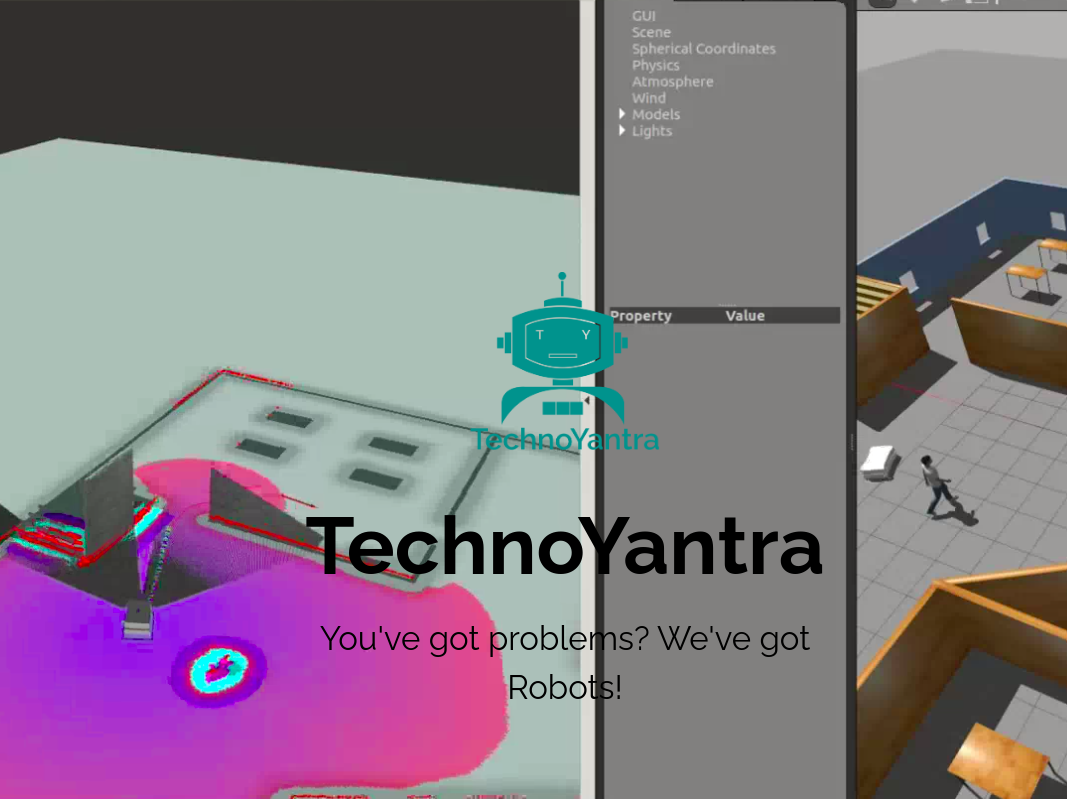 GUI
Scene
Spherical Coordinates
Physics
Atmosphere
Wind
Models
Lights
Property Value
T Y
TechnoYantra
TechnoYantra
You've got problems? We've got
Robots!